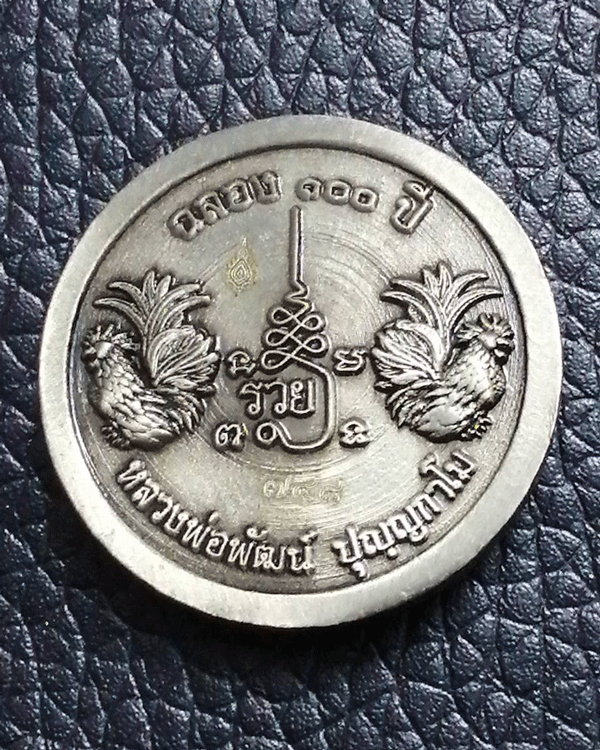 ฉลอง ๑๐๐ ปี
รวย
หลวงพ่อพัฒน์ ปุญฺญกาโม